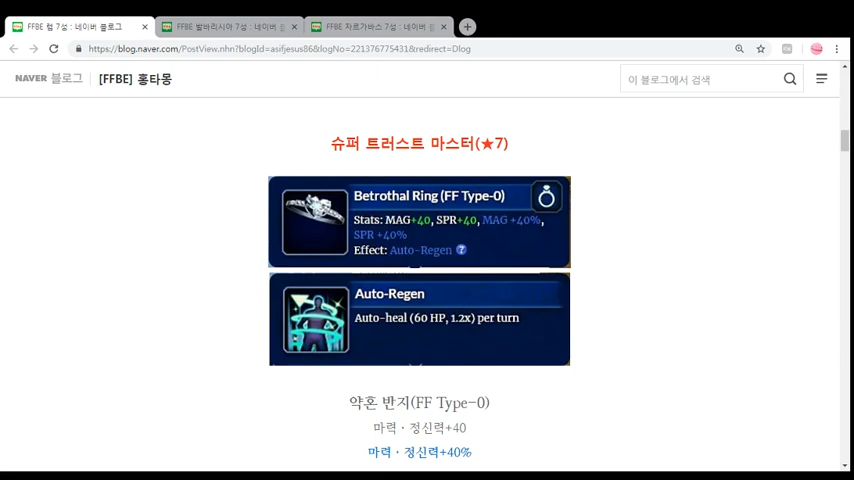 FFBE 렘 7성 : 네이버 블로그
FFBE 발바리시아 7성 : 네이버 블
FFBE 자르가바스 7성 : 네이버 블
https://blog.naver.com/PostView.nhn?blogId=asifjesus86&logNo=221376775431&redirect=Dlog
NAVER 블로그
[FFBE] 홍타몽
이 블로그에서 검색
슈퍼 트러스트 마스터(★7)
Betrothal Ring (FF Type-0)
Stats: MAG+40, SPR+40, MAG +40%,
SPR +40%
Effect: Auto-Regen
Auto-Regen
Auto-heal (60 HP, 1.2x) per turn
약혼 반지(FF Type-0)
마력 · 정신력+40
마력 · 정신력+40%